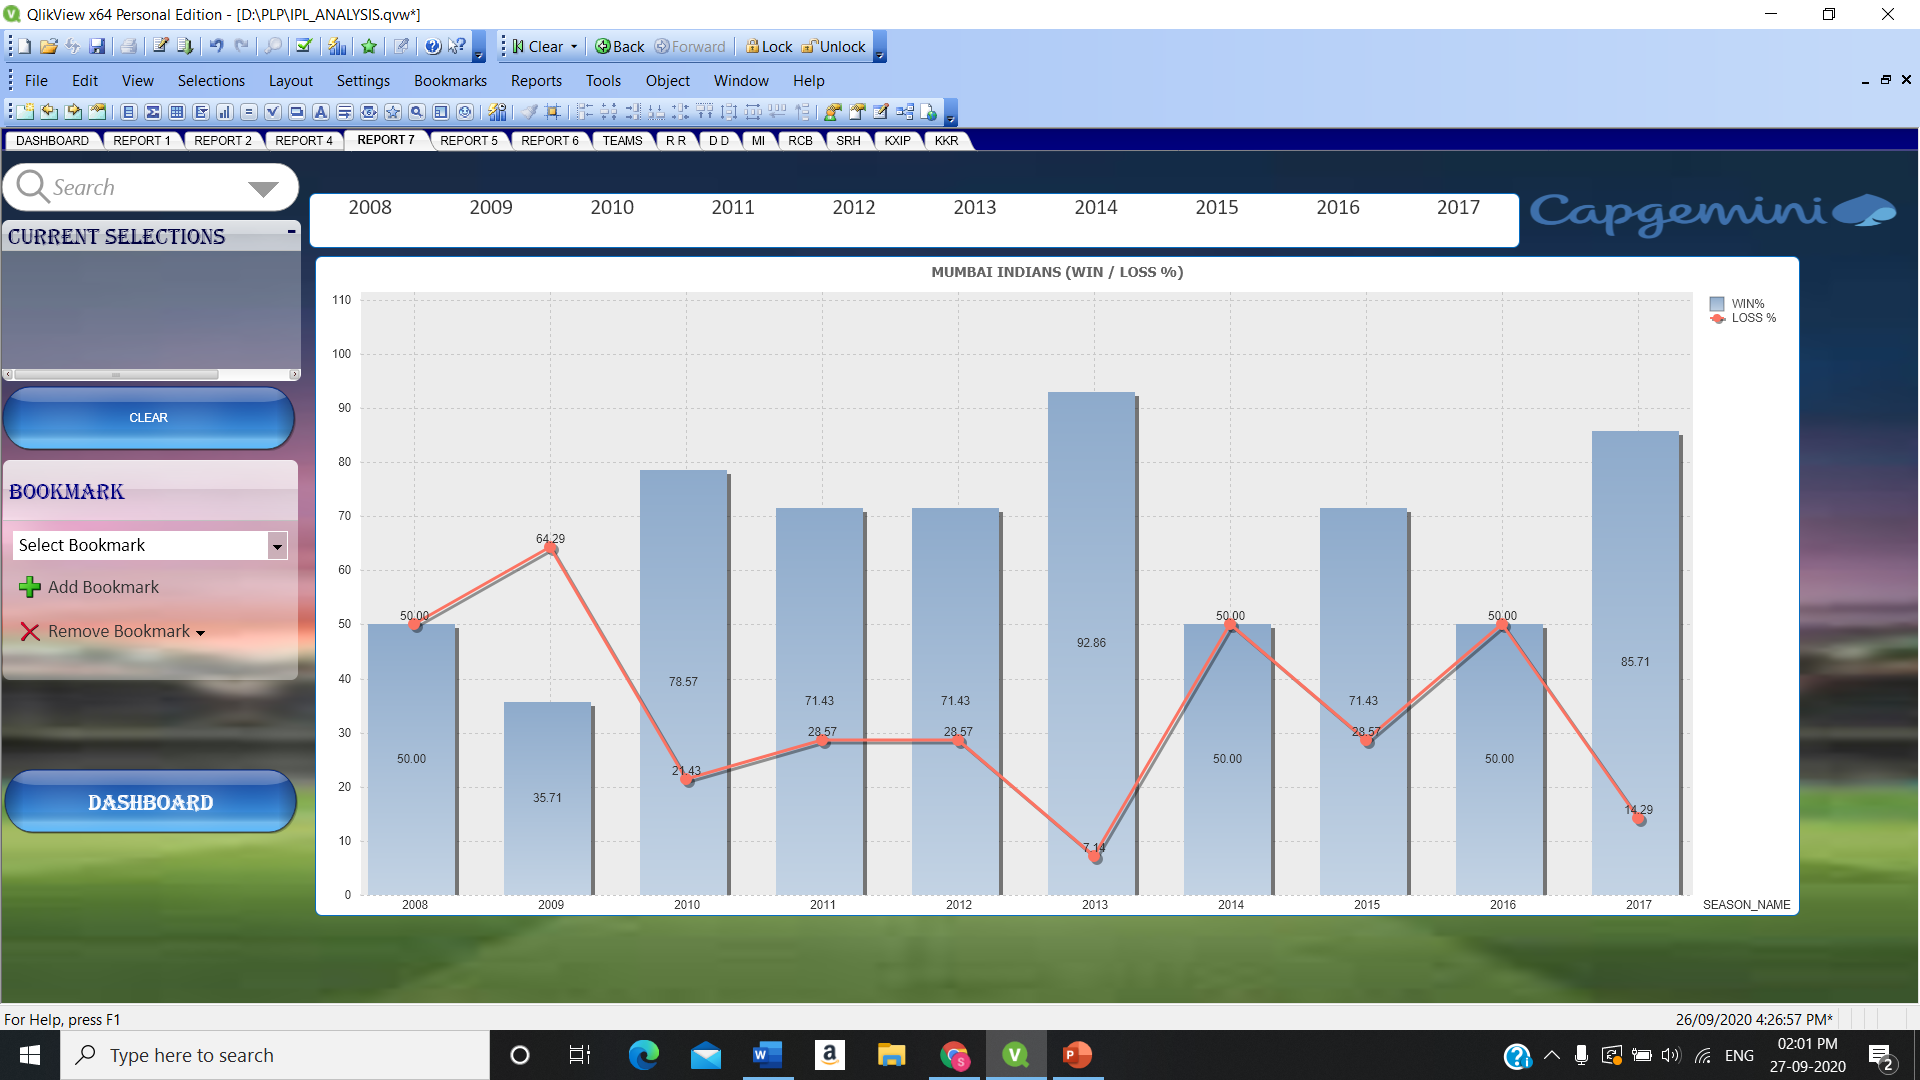 QlikView x64 Personal Edition - [D:\PLP\IPL_ANALYSIS.qvw*]
Clear Back Forward Lock Unlock
File Edit View Selections Layout Settings Bookmarks Reports Tools Object Window Help
DASHBOARD REPORT 1 REPORT 2 REPORT 4 REPORT 7 REPORT 5 REPORT 6 TEAMS R R D D MI RCB SRH KXIP KKR
Search
2008 2009 2010 2011 2012 2013 2014 2015 2016 2017
Capgemini
CURRENT SELECTIONS
CLEAR
BOOKMARK
Select Bookmark
Add Bookmark
Remove Bookmark
DASHBOARD
MUMBAI INDIANS (WIN / LOSS %)
WIN%
LOSS %
110
100
90
80
70
60
50
40
30
20
10
0
50.00 64.29 21.43 28.57 28.57 7.14 50.00 28.57 50.00 14.29
50.00 35.71 78.57 71.43 71.43 92.86 50.00 71.43 50.00 85.71
2008 2009 2010 2011 2012 2013 2014 2015 2016 2017 SEASON_NAME
For Help, press F1
26/09/2020 4:26:57 PM*
Type here to search
ENG
02:01 PM
27-09-2020
2